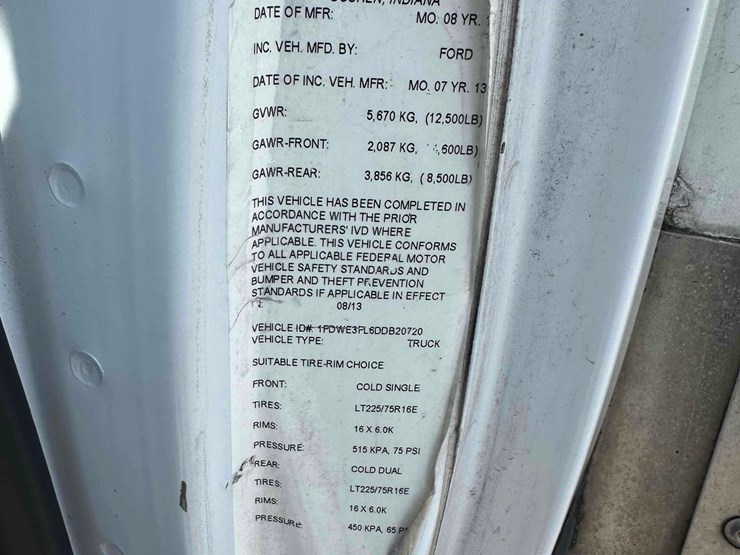 GOSHEN, INDIANA
DATE OF MFR: MO. 08 YR.
INC. VEH. MFD. BY: FORD
DATE OF INC. VEH. MFR: MO. 07 YR. 13
GVWR: 5,670 KG, (12,500LB)
GAWR-FRONT: 2,087 KG, ,600LB)
GAWR-REAR: 3,856 KG, ( 8,500LB)
THIS VEHICLE HAS BEEN COMPLETED IN
ACCORDANCE WITH THE PRIOR
MANUFACTURERS' IVD WHERE
APPLICABLE. THIS VEHICLE CONFORMS
TO ALL APPLICABLE FEDERAL MOTOR
VEHICLE SAFETY STANDARDS AND
BUMPER AND THEFT PREVENTION
STANDARDS IF APPLICABLE IN EFFECT
08/13
VEHICLE ID#: 1FDWE3FL6DDB20720
VEHICLE TYPE: TRUCK
SUITABLE TIRE-RIM CHOICE
FRONT: COLD SINGLE
TIRES: LT225/75R16E
RIMS: 16 X 6.0K
PRESSURE: 515 KPA, 75 PSI
REAR: COLD DUAL
TIRES: LT225/75R16E
RIMS: 16 X 6.0K
PRESSURE: 450 KPA, 65 P